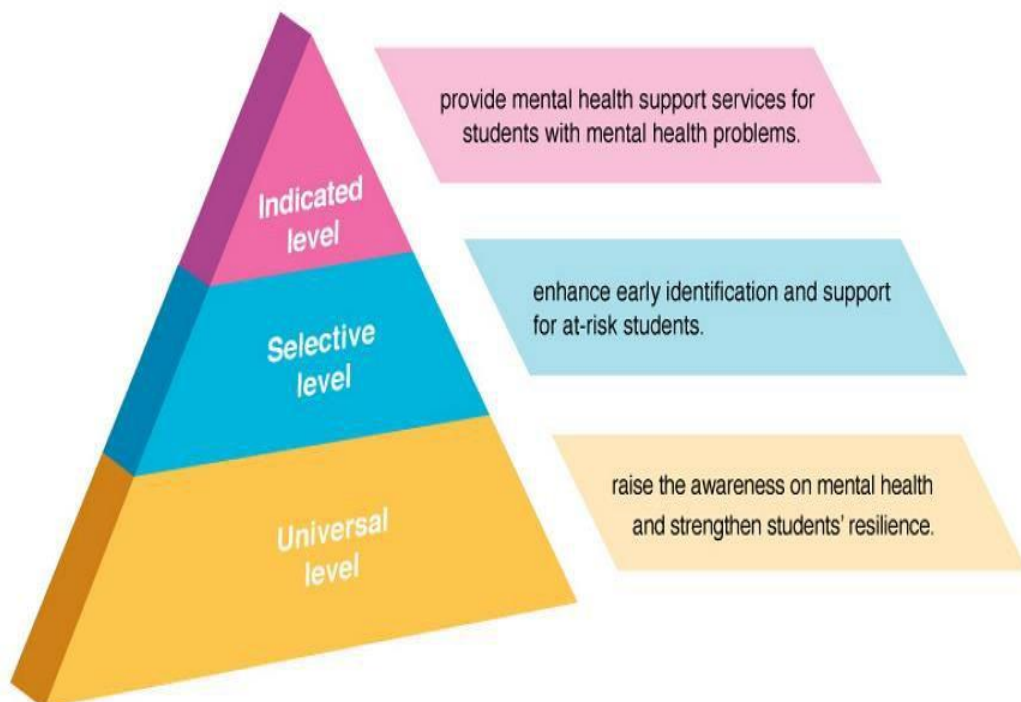 provide mental health support services for
students with mental health problems.
Indicated
level
enhance early identification and support
for at-risk students.
Selective
level
raise the awareness on mental health
and strengthen students' resilience.
Universal
level